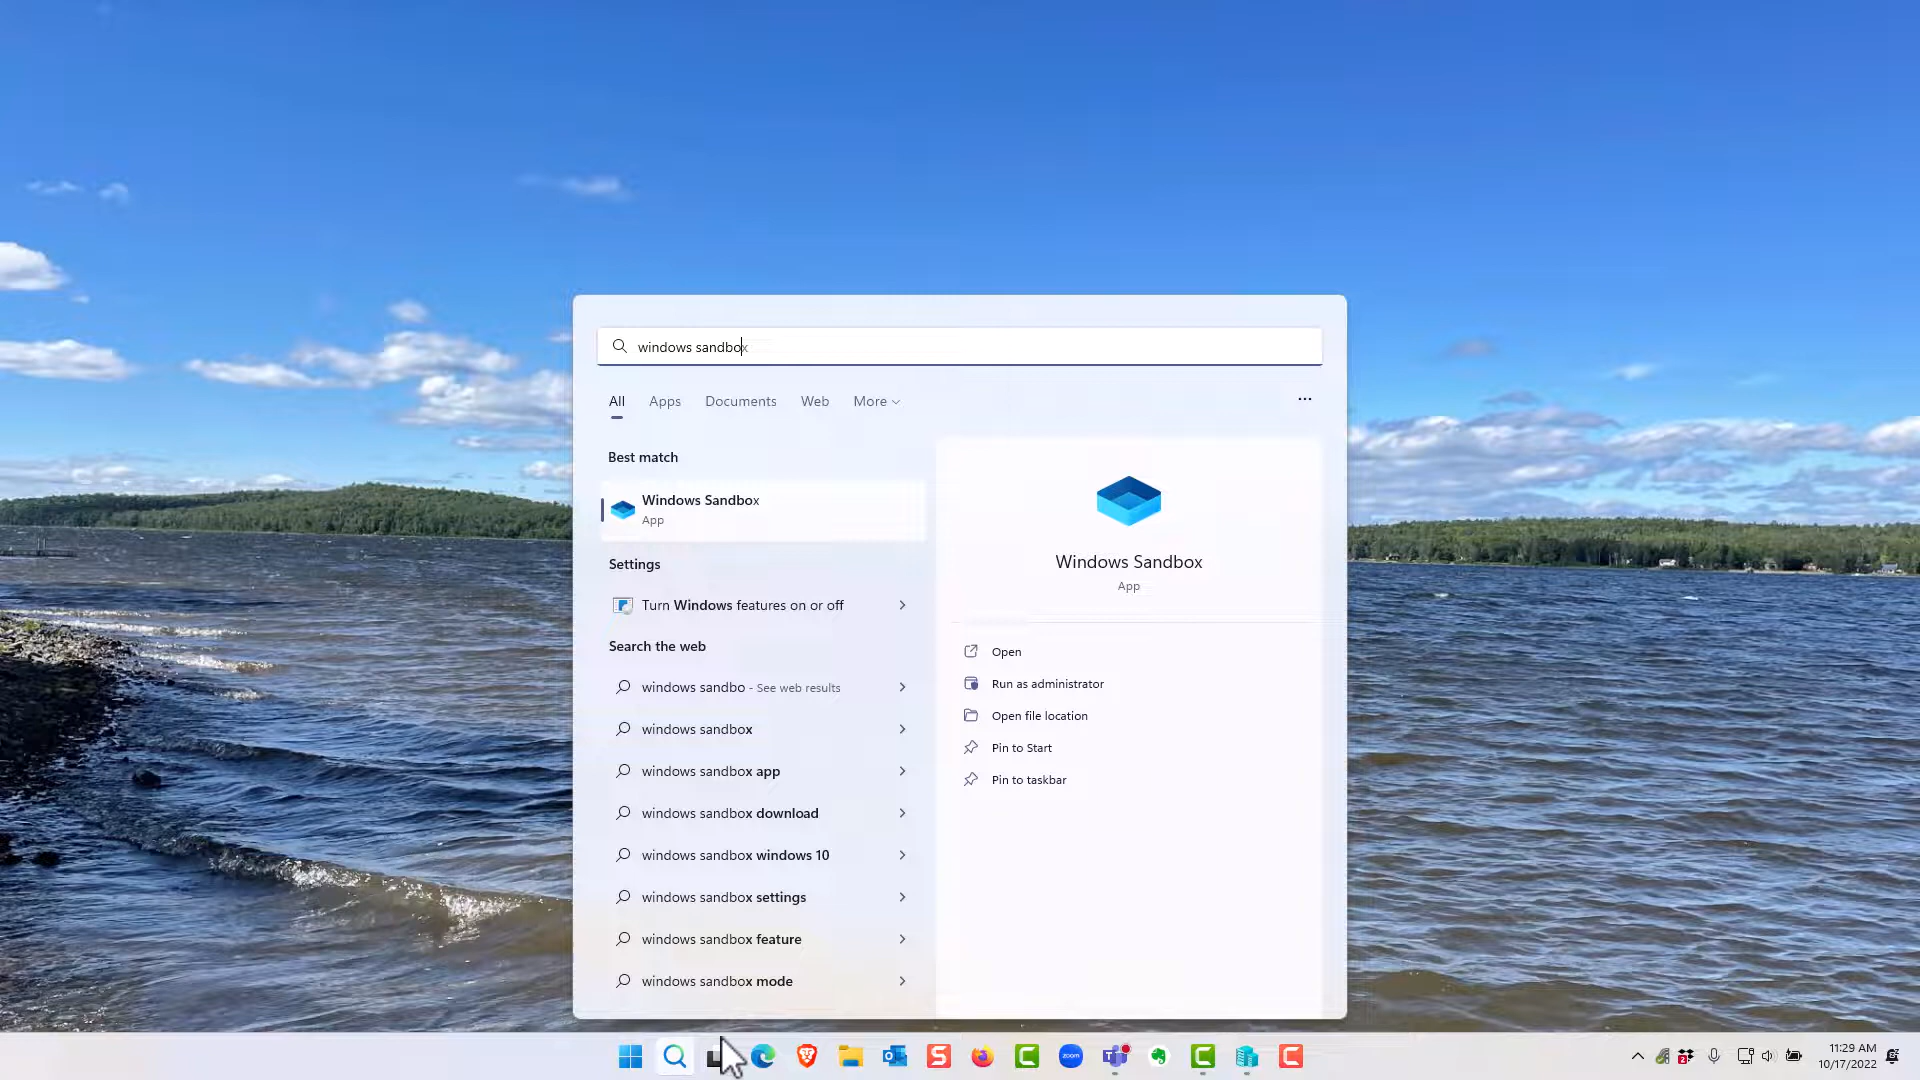 windows sandbox
All Apps Documents Web More
Best match
Windows Sandbox
App
Settings
Turn Windows features on or off
Search the web
windows sandbo - See web results
windows sandbox
windows sandbox app
windows sandbox download
windows sandbox windows 10
windows sandbox settings
windows sandbox feature
windows sandbox mode
Windows Sandbox
App
Open
Run as administrator
Open file location
Pin to Start
Pin to taskbar
zoom
2
11:29 AM
10/17/2022